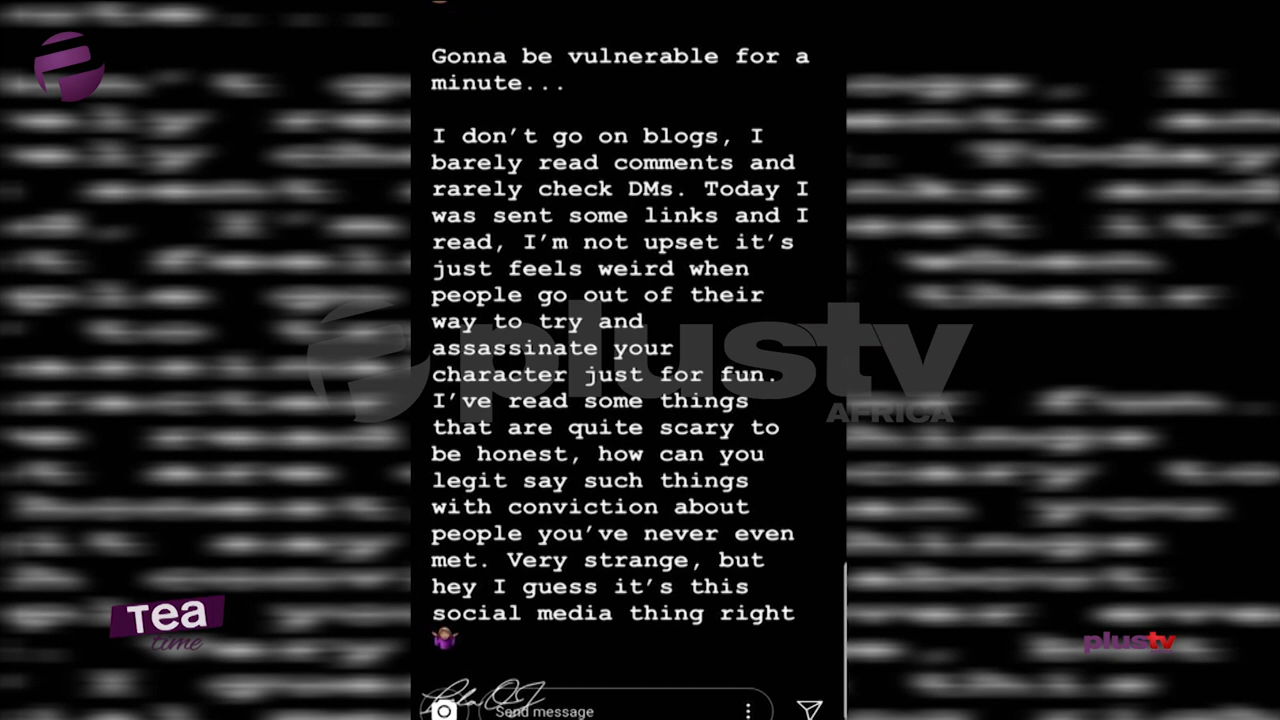 Gonna be vulnerable for a
minute...
I don't go on blogs, I
barely read comments and
rarely check DMs. Today I
was sent some links and I
read, I'm not upset it's
just feels weird when
people go out of their
way to try and
assassinate your
character just for fun.
I've read some things
that are quite scary to
be honest, how can you
legit say such things
with conviction about
people you've never even
met. Very strange, but
hey I guess it's this
social media thing right
plustv
AFRICA
Tea
time
plustv
Send message